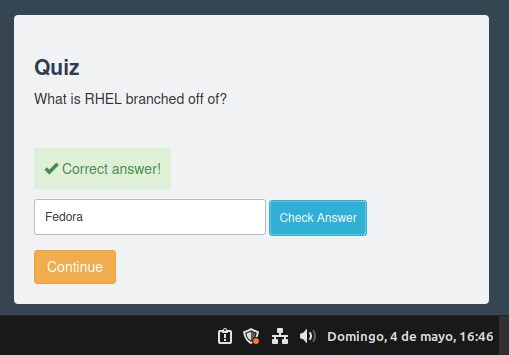 Quiz
What is RHEL branched off of?
Correct answer!
Fedora
Check Answer
Continue
Domingo, 4 de mayo, 16:46